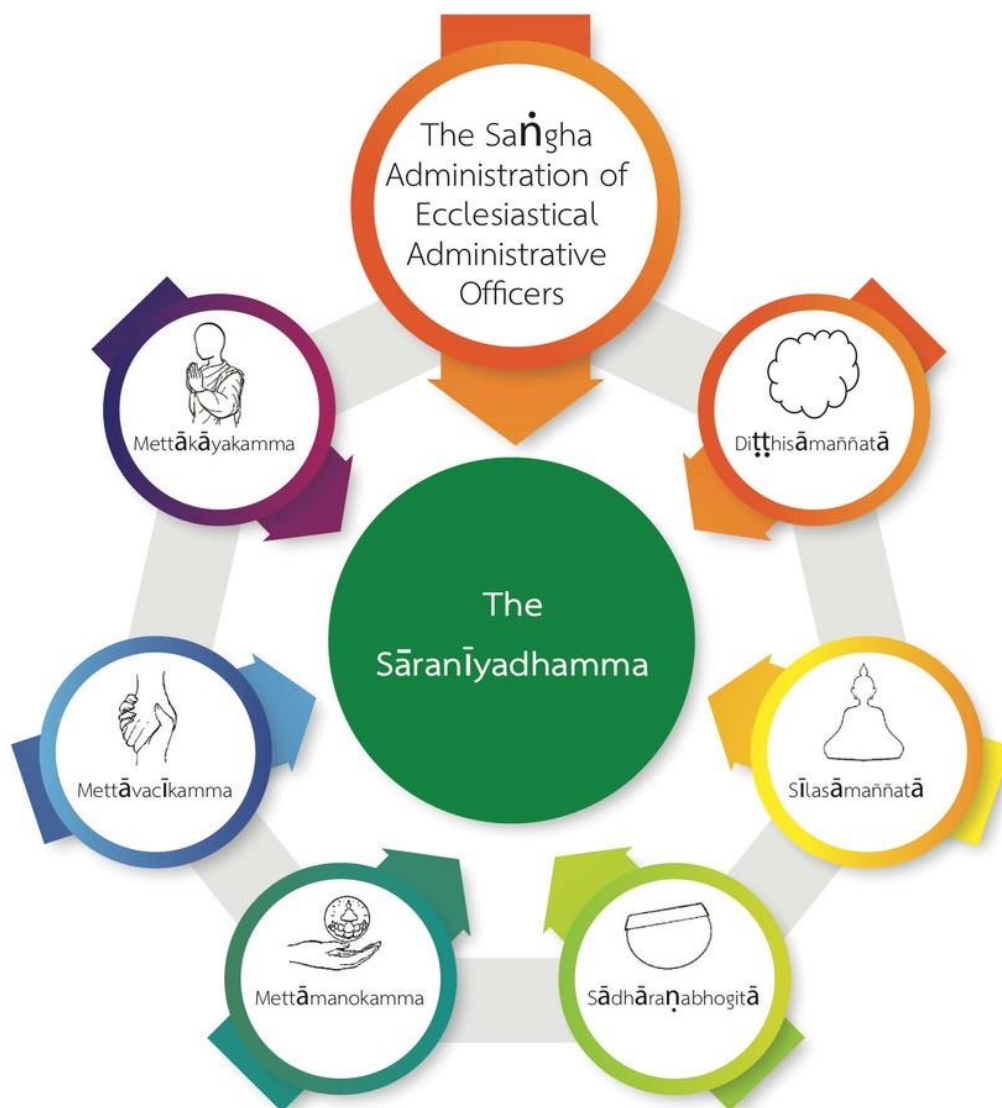 The Saṅgha
Administration of
Ecclesiastical
Administrative
Officers
Mettākāyakamma
Diṭṭhisāmaññatā
The
Sāranīyadhamma
Mettāvacīkamma
Sīlasāmaññatā
Mettāmanokamma
Sādhāraṇabhogitā